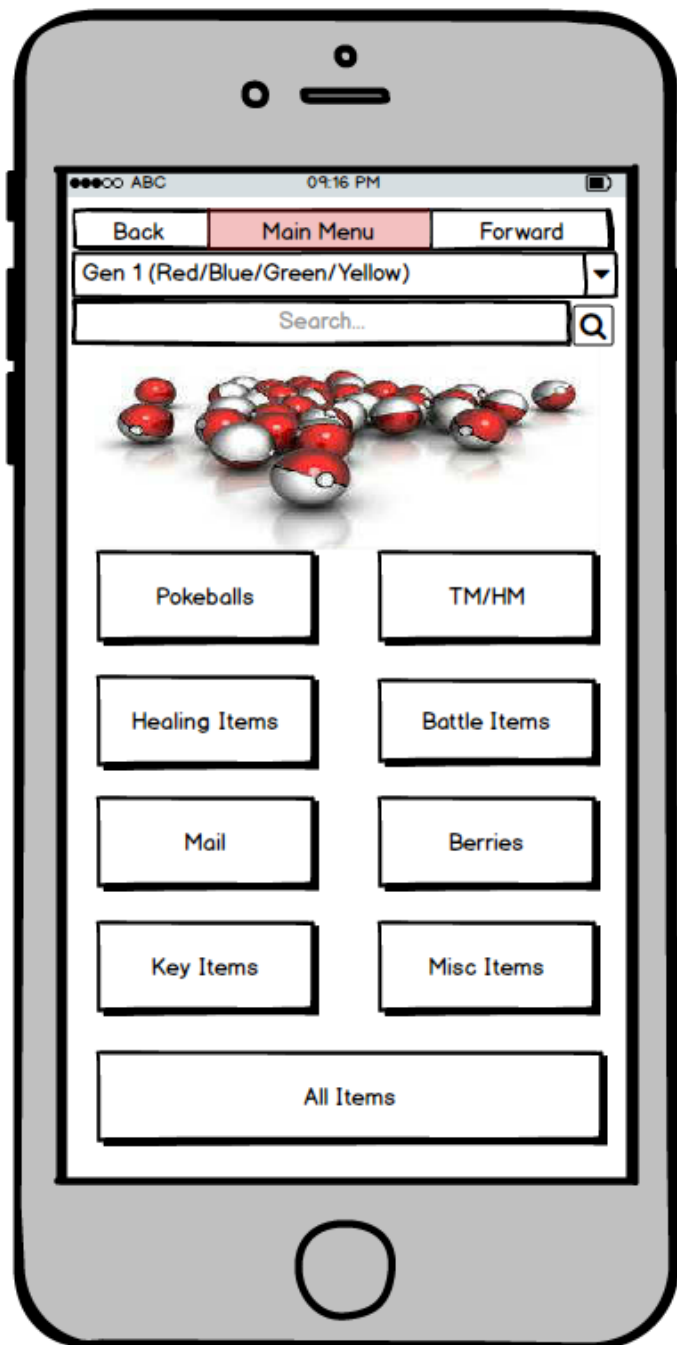 ABC 09:16 PM
Back Main Menu Forward
Gen 1 (Red/Blue/Green/Yellow)
Search...
Pokeballs TM/HM
Healing Items Battle Items
Mail Berries
Key Items Misc Items
All Items